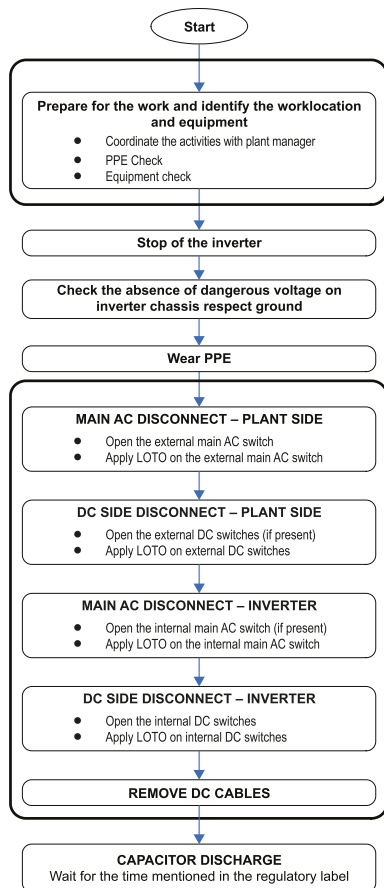 Start
Prepare for the work and identify the worklocation
and equipment
● Coordinate the activities with plant manager
● PPE Check
● Equipment check
Stop of the inverter
Check the absence of dangerous voltage on
inverter chassis respect ground
Wear PPE
MAIN AC DISCONNECT – PLANT SIDE
● Open the external main AC switch
● Apply LOTO on the external main AC switch
DC SIDE DISCONNECT – PLANT SIDE
● Open the external DC switches (if present)
● Apply LOTO on external DC switches
MAIN AC DISCONNECT – INVERTER
● Open the internal main AC switch (if present)
● Apply LOTO on the internal main AC switch
DC SIDE DISCONNECT – INVERTER
● Open the internal DC switches
● Apply LOTO on internal DC switches
REMOVE DC CABLES
CAPACITOR DISCHARGE
Wait for the time mentioned in the regulatory label